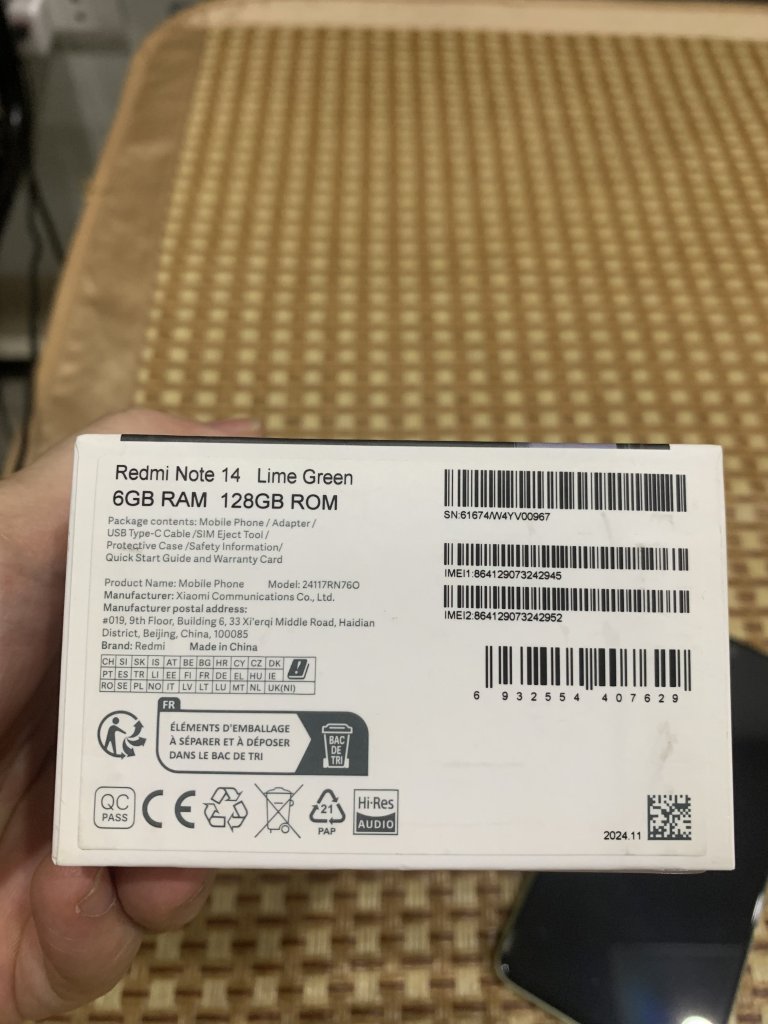 Redmi Note 14 Lime Green
6GB RAM 128GB ROM
Package contents: Mobile Phone / Adapter /
USB Type-C Cable /SIM Eject Tool /
Protective Case /Safety Information/
Quick Start Guide and Warranty Card
Product Name: Mobile Phone Model: 24117RN76O
Manufacturer: Xiaomi Communications Co., Ltd.
Manufacturer postal address:
#019, 9th Floor, Building 6, 33 Xi'erqi Middle Road, Haidian
District, Beijing, China, 100085
Brand: Redmi Made in China
CH SI SK IS AT BE BG HR CY CZ DK
PT ES TR LI EE FI FR DE EL HU IE
RO SE PL NO IT LV LT LU MT NL UK(NI)
FR
ÉLÉMENTS D'EMBALLAGE
À SÉPARER ET À DÉPOSER
DANS LE BAC DE TRI
BAC
DE
TRI
QC
PASS
CE
21
PAP
Hi-Res
AUDIO
SN:61674/W4YV00967
IMEI1:864129073242945
IMEI2:864129073242952
6 932554 407629
2024.11